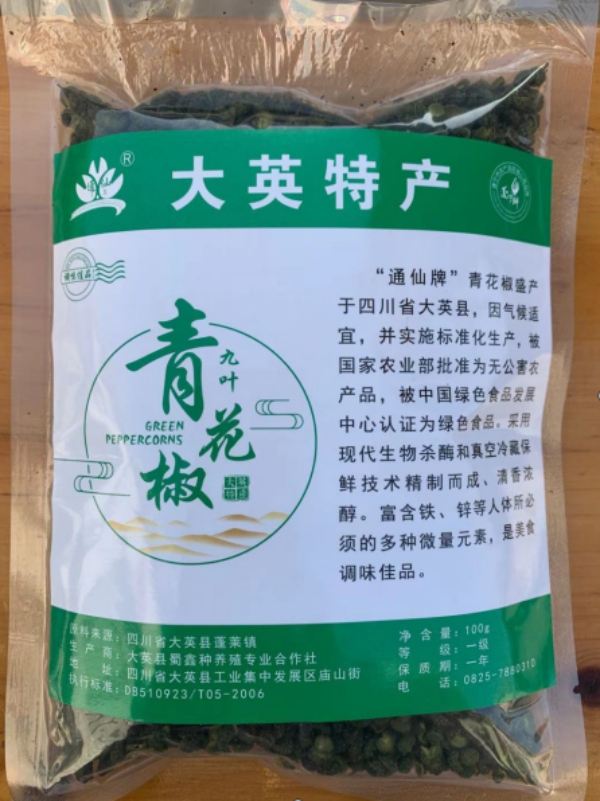 ®
大英特产
调味佳品
青花椒
九叶
GREEN
PEPPERCORNS
“通仙牌”青花椒盛产
于四川省大英县，因气候适
宜，并实施标准化生产，被
国家农业部批准为无公害农
产品，被中国绿色食品发展
中心认证为绿色食品。采用
现代生物杀酶和真空冷藏保
鲜技术精制而成、清香浓
醇。富含铁、锌等人体所必
须的多种微量元素，是美食
调味佳品。
原料来源：四川省大英县蓬莱镇
生产商：大英县蜀鑫种养殖专业合作社
地址：四川省大英县工业集中发展区庙山街
执行标准：DB510923/T05-2006
净含量：100g
等级：一级
保质期：一年
电话：0825-7880310